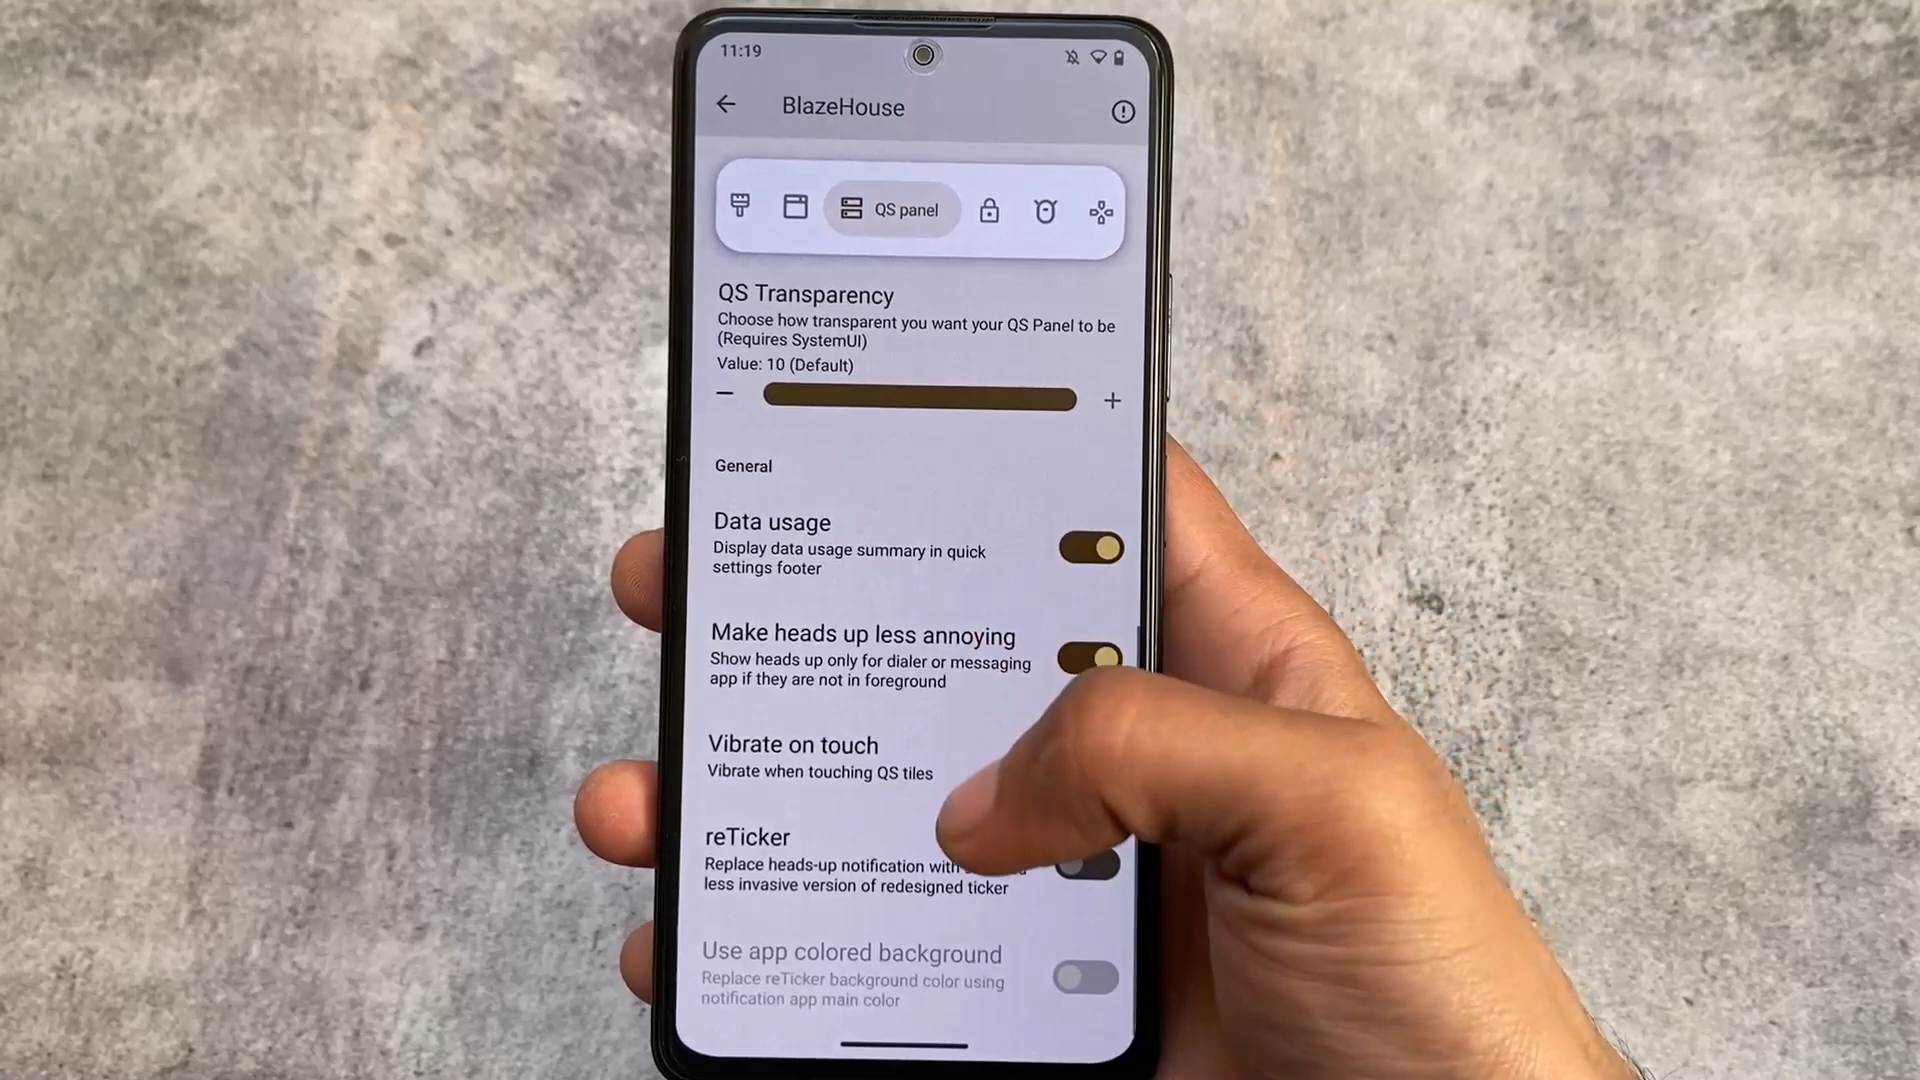 11:19
BlazeHouse
QS panel
QS Transparency
Choose how transparent you want your QS Panel to be
(Requires SystemUI)
Value: 10 (Default)
General
Data usage
Display data usage summary in quick
settings footer
Make heads up less annoying
Show heads up only for dialer or messaging
app if they are not in foreground
Vibrate on touch
Vibrate when touching QS tiles
reTicker
Replace heads-up notification with
less invasive version of redesigned ticker
Use app colored background
Replace reTicker background color using
notification app main color